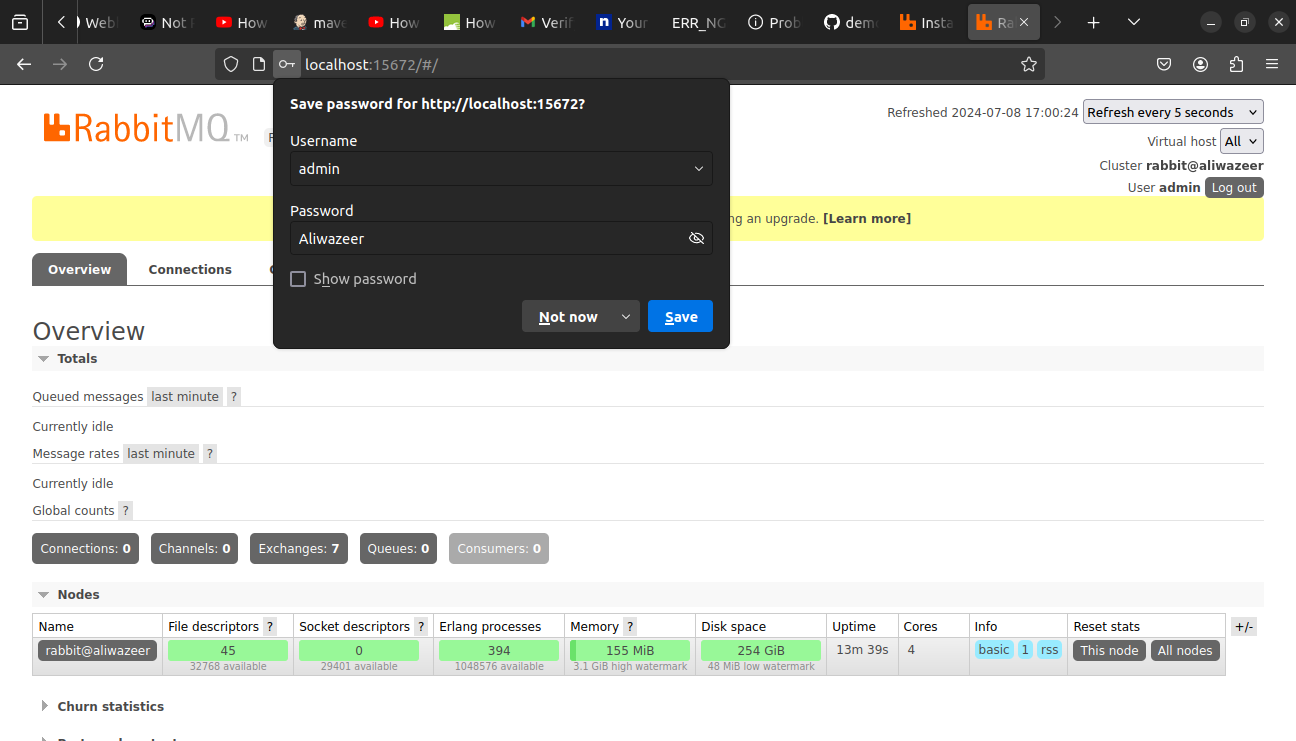 Web
Not
How
mave
How
How
Verif
Your
ERR_NG
Prob
demo
Insta
Ra
localhost:15672/#/
Save password for http://localhost:15672?
Username
admin
Password
Aliwazeer
Show password
Not now
Save
RabbitMQ TM
Refreshed 2024-07-08 17:00:24 Refresh every 5 seconds
Virtual host All
Cluster rabbit@aliwazeer
User admin Log out
ng an upgrade. [Learn more]
Overview Connections
Overview
Totals
Queued messages last minute ?
Currently idle
Message rates last minute ?
Currently idle
Global counts ?
Connections: 0 Channels: 0 Exchanges: 7 Queues: 0 Consumers: 0
Nodes
Name File descriptors ? Socket descriptors ? Erlang processes Memory ? Disk space Uptime Cores Info Reset stats +/-
rabbit@aliwazeer 45 0 394 155 MiB 254 GiB 13m 39s 4 basic 1 rss This node All nodes
32768 available 29401 available 1048576 available 3.1 GiB high watermark 48 MiB low watermark
Churn statistics